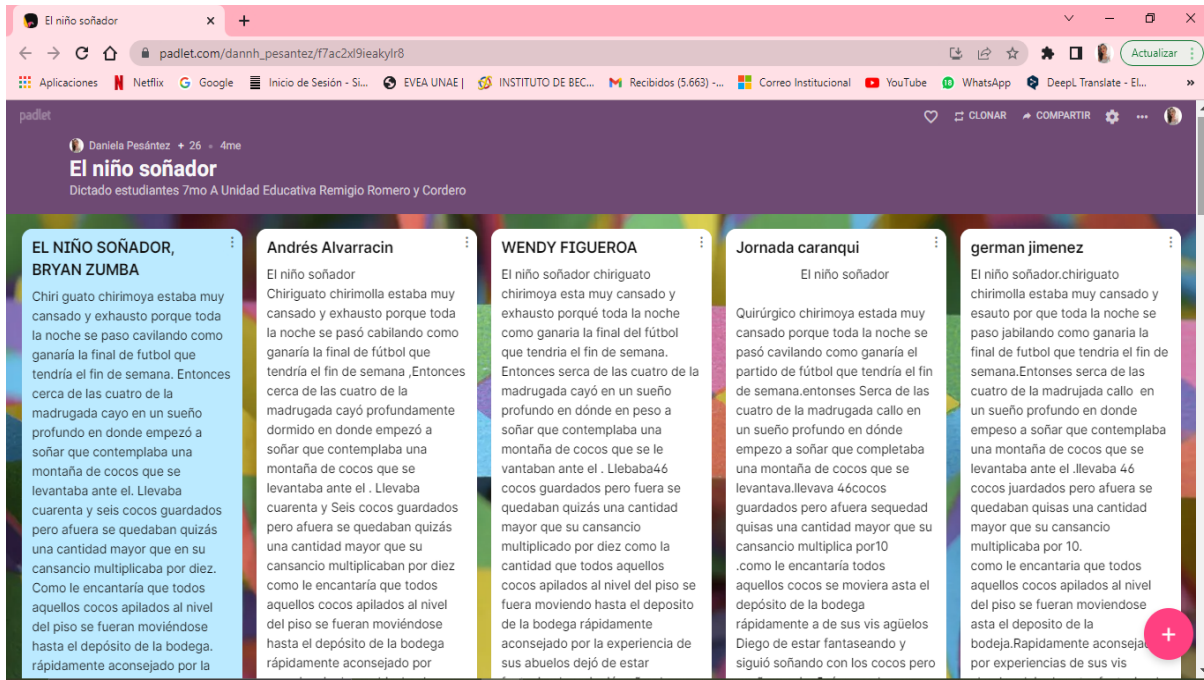 El niño soñador
padlet.com/dannh_pesantez/f7ac2xl9ieakylr8
Actualizar
Aplicaciones
Netflix
Google
Inicio de Sesión - Si...
EVEA UNAE |
INSTITUTO DE BEC...
Recibidos (5.663) -...
Correo Institucional
YouTube
WhatsApp
DeepL Translate - El...
»
padlet
CLONAR
COMPARTIR
Daniela Pesántez + 26 • 4me
El niño soñador
Dictado estudiantes 7mo A Unidad Educativa Remigio Romero y Cordero
EL NIÑO SOÑADOR,
BRYAN ZUMBA
Chiri guato chirimoya estaba muy
cansado y exhausto porque toda
la noche se paso cavilando como
ganaría la final de futbol que
tendría el fin de semana. Entonces
cerca de las cuatro de la
madrugada cayo en un sueño
profundo en donde empezó a
soñar que contemplaba una
montaña de cocos que se
levantaba ante el. Llevaba
cuarenta y seis cocos guardados
pero afuera se quedaban quizás
una cantidad mayor que en su
cansancio multiplicaba por diez.
Como le encantaría que todos
aquellos cocos apilados al nivel
del piso se fueran moviéndose
hasta el depósito de la bodega.
rápidamente aconsejado por la
Andrés Alvarracin
El niño soñador
Chiriguato chirimolla estaba muy
cansado y exhausto porque toda
la noche se pasó cabilando como
ganaría la final de fútbol que
tendría el fin de semana ,Entonces
cerca de las cuatro de la
madrugada cayó profundamente
dormido en donde empezó a
soñar que contemplaba una
montaña de cocos que se
levantaba ante el . Llevaba
cuarenta y Seis cocos guardados
pero afuera se quedaban quizás
una cantidad mayor que su
cansancio multiplicaban por diez
como le encantaría que todos
aquellos cocos apilados al nivel
del piso se fueran moviéndose
hasta el depósito de la bodega
rápidamente aconsejado por
WENDY FIGUEROA
El niño soñador chiriguato
chirimoya esta muy cansado y
exhausto porqué toda la noche
como ganaria la final del fútbol
que tendria el fin de semana.
Entonces serca de las cuatro de la
madrugada cayó en un sueño
profundo en dónde en peso a
soñar que contemplaba una
montaña de cocos que se le
vantaban ante el . Llebaba46
cocos guardados pero fuera se
quedaban quizás una cantidad
mayor que su cansancio
multiplicado por diez como la
cantidad que todos aquellos
cocos apilados al nivel del piso se
fuera moviendo hasta el deposito
de la bodega rápidamente
aconsejado por la experiencia de
sus abuelos dejó de estar
Jornada caranqui
El niño soñador
Quirúrgico chirimoya estada muy
cansado porque toda la noche se
pasó cavilando como ganaría el
partido de fútbol que tendría el fin
de semana.entonses Serca de las
cuatro de la madrugada callo en
un sueño profundo en dónde
empezo a soñar que completaba
una montaña de cocos que se
levantava.llevava 46cocos
guardados pero afuera sequedad
quisas una cantidad mayor que su
cansancio multiplica por10
.como le encantaría todos
aquellos cocos se moviera asta el
depósito de la bodega
rápidamente a de sus vis agüelos
Diego de estar fantaseando y
siguió soñando con los cocos pero
german jimenez
El niño soñador.chiriguato
chirimolla estaba muy cansado y
esauto por que toda la noche se
paso jabilando como ganaria la
final de futbol que tendria el fin de
semana.Entonses serca de las
cuatro de la madrujada callo en
un sueño profundo en donde
empeso a soñar que contemplaba
una montaña de cocos que se
levantaba ante el .llevaba 46
cocos juardados pero afuera se
quedaban quisas una cantidad
mayor que su cansancio
multiplicaba por 10.
como le encantaria que todos
aquellos cocos apilados al nivel
del piso se fueran moviendose
asta el deposito de la
bodeja.Rapidamente
por experiencias de sus vis